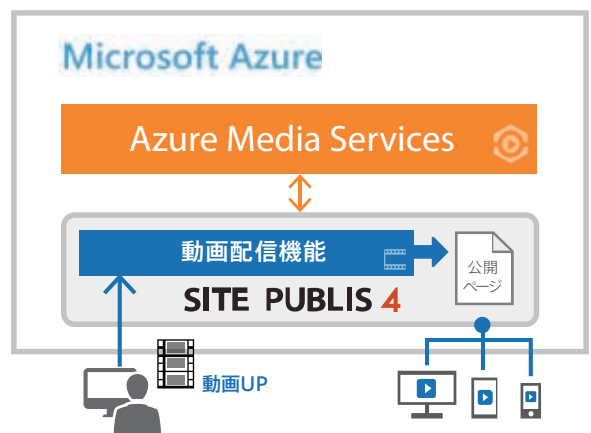 Microsoft Azure
Azure Media Services
動画配信機能
公開
ページ
SITE PUBLIS 4
動画UP